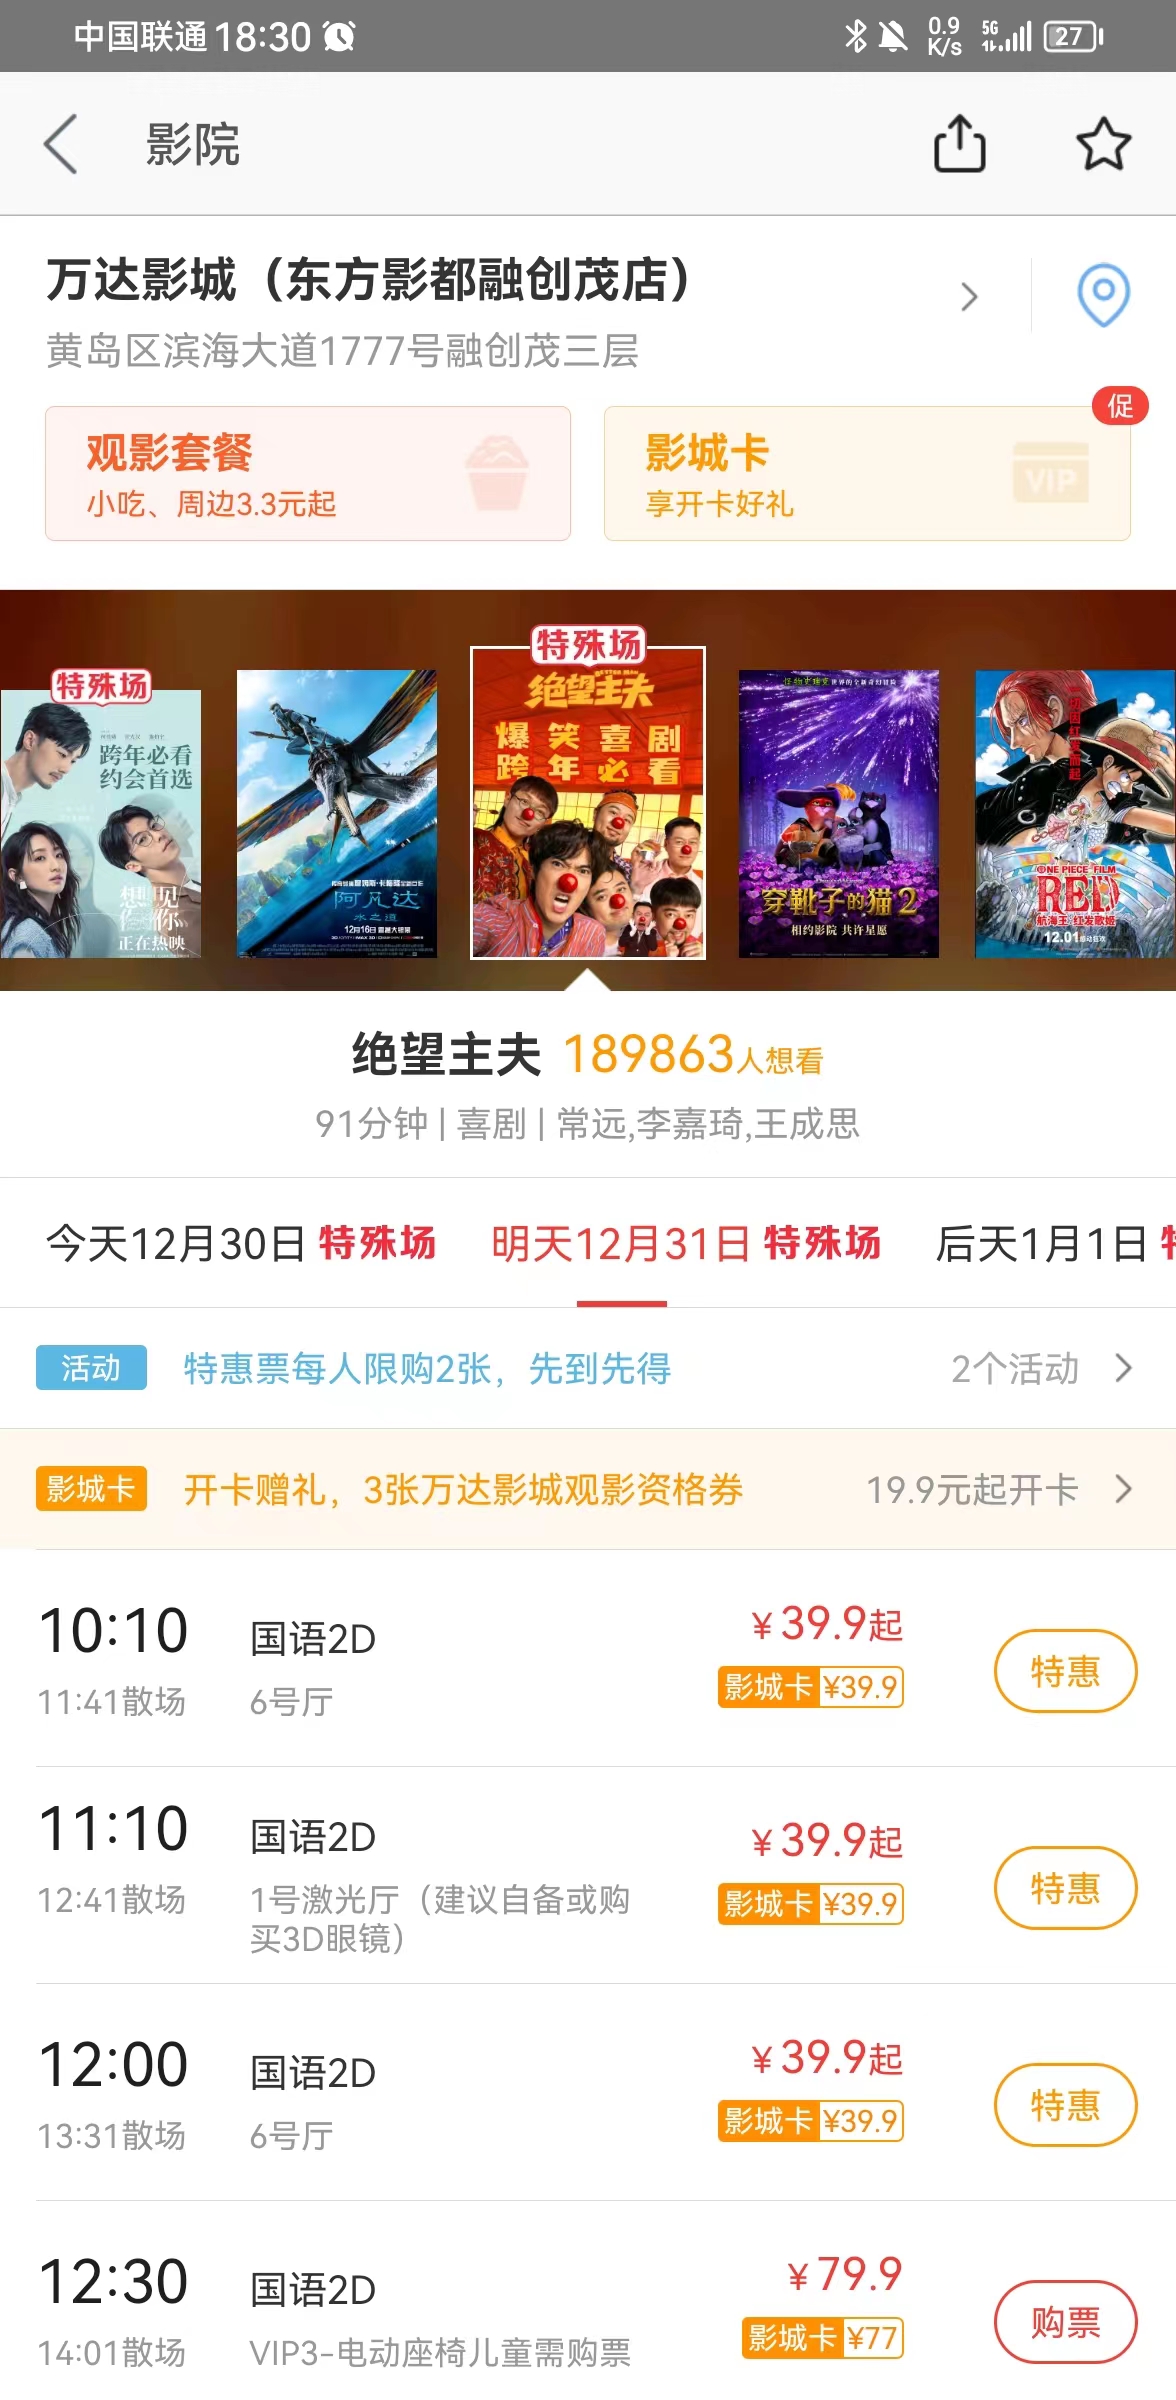 中国联通 18:30
0.9 K/s 5G 27
影院
万达影城（东方影都融创茂店）
黄岛区滨海大道1777号融创茂三层
促
观影套餐
小吃、周边3.3元起
影城卡
享开卡好礼
VIP
特殊场
跨年必看
约会首选
想见你
正在热映
阿凡达
水之道
特殊场
绝望主夫
爆笑喜剧
跨年必看
穿靴子的猫2
相约影院 共许星愿
ONE PIECE FILM
RED
航海王 红发歌姬
12.01
绝望主夫 189863人想看
91分钟 | 喜剧 | 常远,李嘉琦,王成思
今天12月30日 特殊场 明天12月31日 特殊场 后天1月1日
活动 特惠票每人限购2张，先到先得 2个活动
影城卡 开卡赠礼，3张万达影城观影资格券 19.9元起开卡
10:10 国语2D ¥39.9起
11:41散场 6号厅 影城卡 ¥39.9
特惠
11:10 国语2D ¥39.9起
12:41散场 1号激光厅（建议自备或购
买3D眼镜）
影城卡 ¥39.9
特惠
12:00 国语2D ¥39.9起
13:31散场 6号厅 影城卡 ¥39.9
特惠
12:30 国语2D ¥79.9
14:01散场 VIP3-电动座椅儿童需购票 影城卡 ¥77
购票